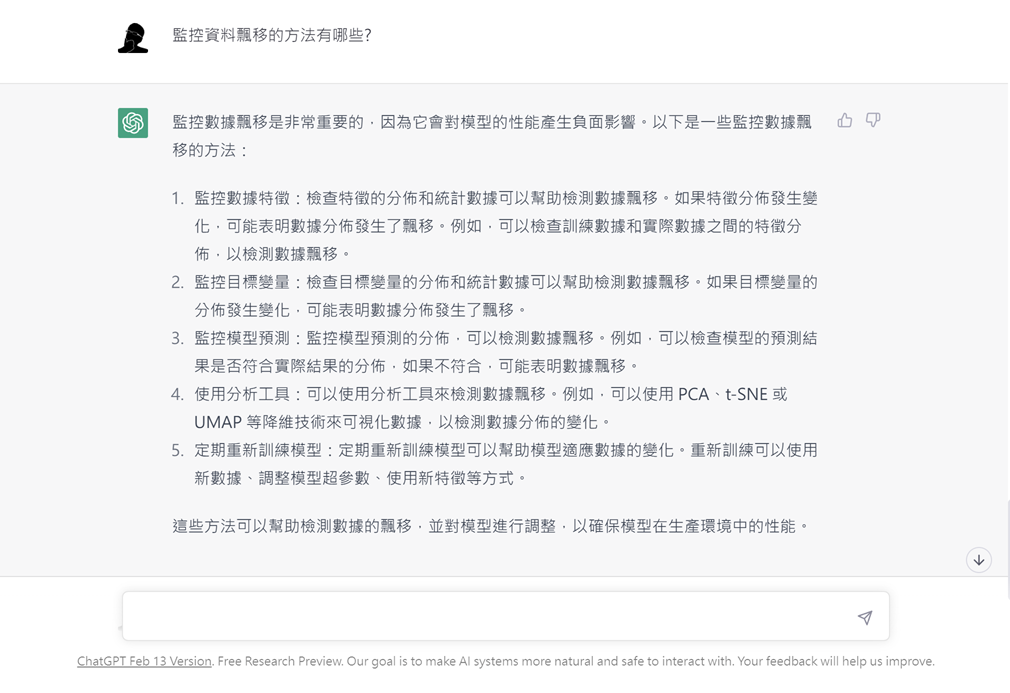 監控資料飄移的方法有哪些?
監控數據飄移是非常重要的，因為它會對模型的性能產生負面影響。以下是一些監控數據飄
移的方法：
1. 監控數據特徵：檢查特徵的分佈和統計數據可以幫助檢測數據飄移。如果特徵分佈發生變
化，可能表明數據分佈發生了飄移。例如，可以檢查訓練數據和實際數據之間的特徵分
佈，以檢測數據飄移。
2. 監控目標變量：檢查目標變量的分佈和統計數據可以幫助檢測數據飄移。如果目標變量的
分佈發生變化，可能表明數據分佈發生了飄移。
3. 監控模型預測：監控模型預測的分佈，可以檢測數據飄移。例如，可以檢查模型的預測結
果是否符合實際結果的分佈，如果不符合，可能表明數據飄移。
4. 使用分析工具：可以使用分析工具來檢測數據飄移。例如，可以使用 PCA、t-SNE 或
UMAP 等降維技術來可視化數據，以檢測數據分佈的變化。
5. 定期重新訓練模型：定期重新訓練模型可以幫助模型適應數據的變化。重新訓練可以使用
新數據、調整模型超參數、使用新特徵等方式。
這些方法可以幫助檢測數據的飄移，並對模型進行調整，以確保模型在生產環境中的性能。
ChatGPT Feb 13 Version. Free Research Preview. Our goal is to make AI systems more natural and safe to interact with. Your feedback will help us improve.